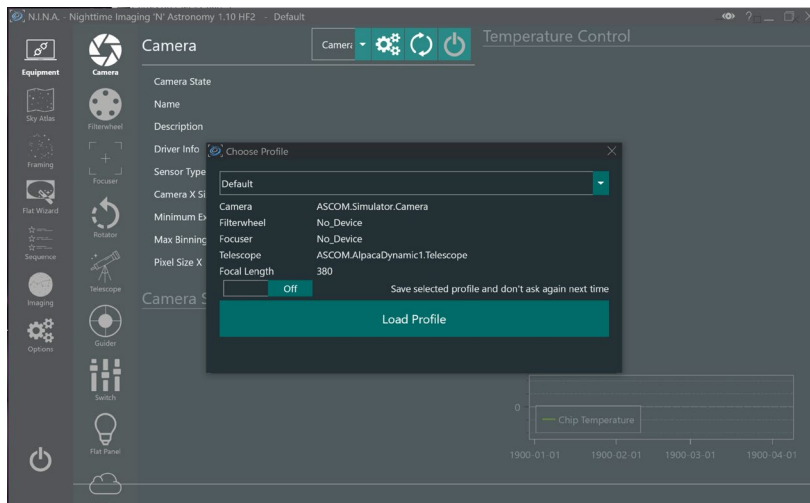 N.I.N.A. - Nighttime Imaging 'N' Astronomy 1.10 HF2 - Default
Equipment
Sky Atlas
Framing
Flat Wizard
Sequence
Imaging
Options
Camera
Filterwheel
Focuser
Rotator
Telescope
Guider
Switch
Flat Panel
Camera
Camera
Temperature Control
Camera State
Name
Description
Driver Info
Sensor Type
Camera X Si
Minimum Ex
Max Binning
Pixel Size X
Camera S
Choose Profile
Default
Camera ASCOM.Simulator.Camera
Filterwheel No_Device
Focuser No_Device
Telescope ASCOM.AlpacaDynamic1.Telescope
Focal Length 380
Off Save selected profile and don't ask again next time
Load Profile
0
Chip Temperature
1900-01-01 1900-02-01 1900-03-01 1900-04-01